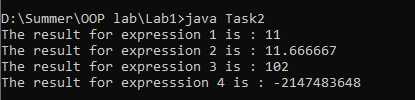 D:\Summer\OOP lab\Lab1>java Task2
The result for expression 1 is : 11
The result for expression 2 is : 11.666667
The result for expression 3 is : 102
The result for expresssion 4 is : -2147483648